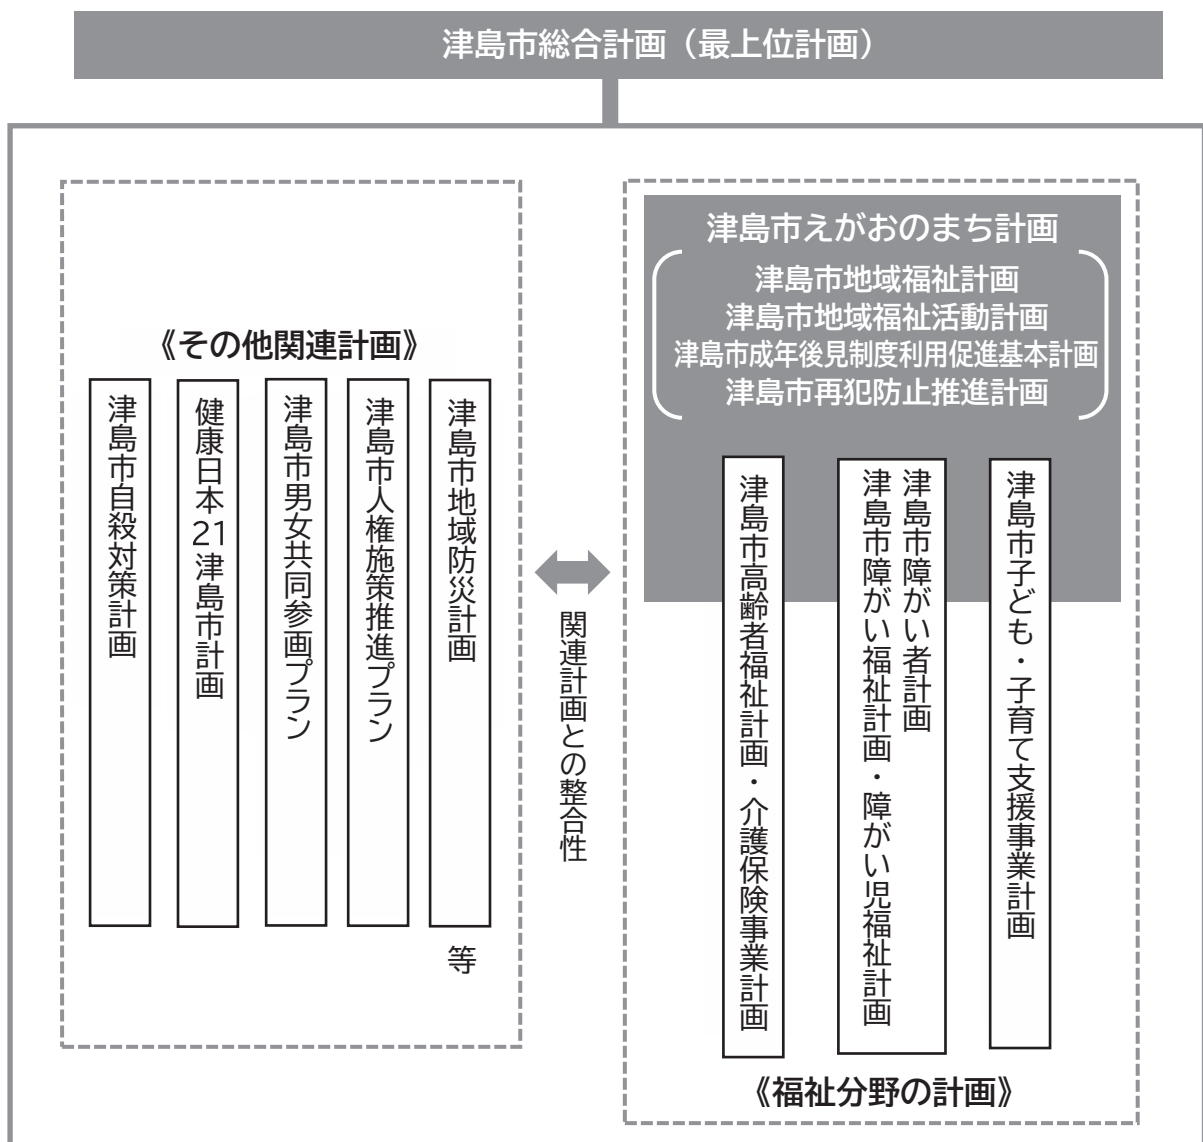 津島市総合計画（最上位計画）
《その他関連計画》
津島市自殺対策計画
健康日本21津島市計画
津島市男女共同参画プラン
津島市人権施策推進プラン
津島市地域防災計画
等
関連計画との整合性
津島市えがおのまち計画
津島市地域福祉計画
津島市地域福祉活動計画
津島市成年後見制度利用促進基本計画
津島市再犯防止推進計画
津島市高齢者福祉計画・介護保険事業計画
津島市障がい者計画
津島市障がい福祉計画・障がい児福祉計画
津島市子ども・子育て支援事業計画
《福祉分野の計画》